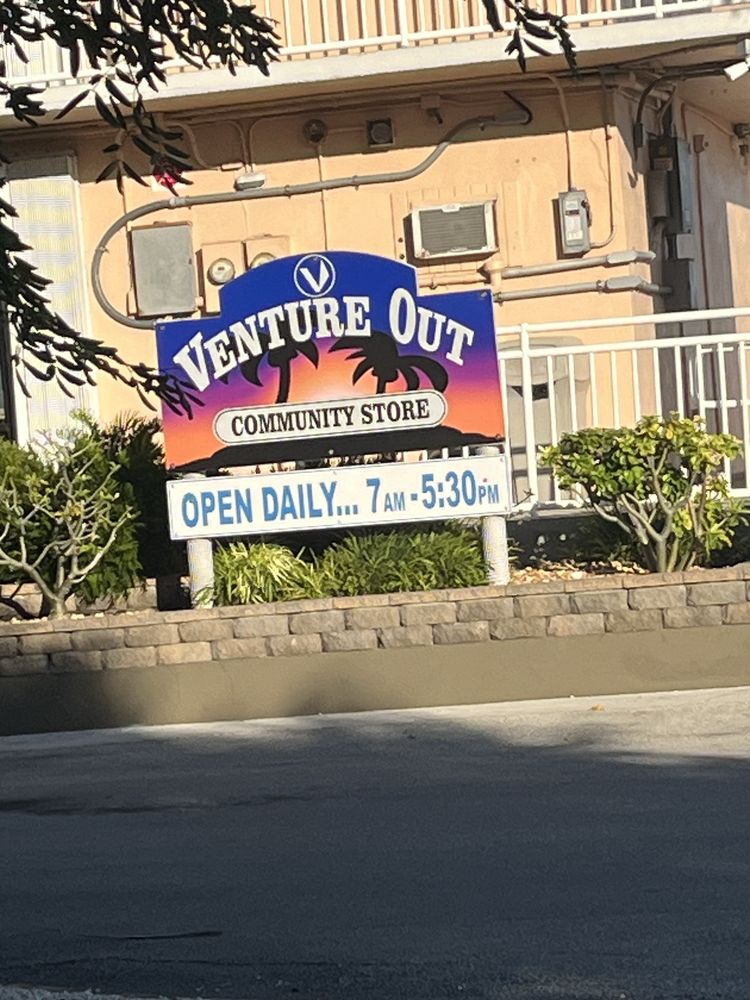 V
VENTURE OUT
COMMUNITY STORE
OPEN DAILY... 7AM-5:30PM